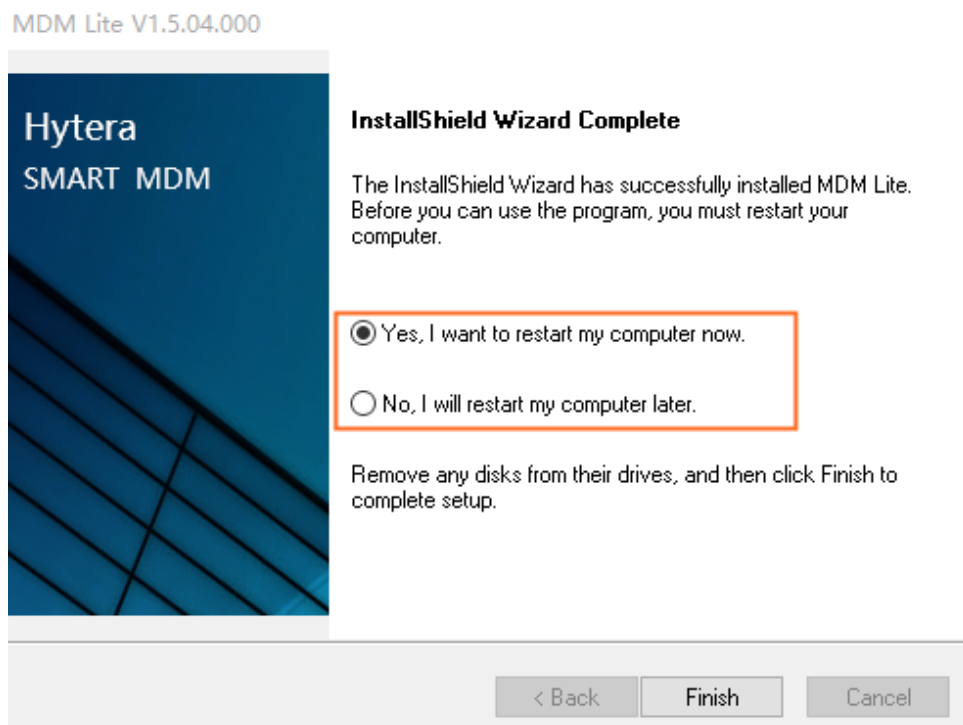 MDM Lite V1.5.04.000
Hytera
SMART MDM
InstallShield Wizard Complete
The InstallShield Wizard has successfully installed MDM Lite.
Before you can use the program, you must restart your
computer.
Yes, I want to restart my computer now.
No, I will restart my computer later.
Remove any disks from their drives, and then click Finish to
complete setup.
< Back
Finish
Cancel